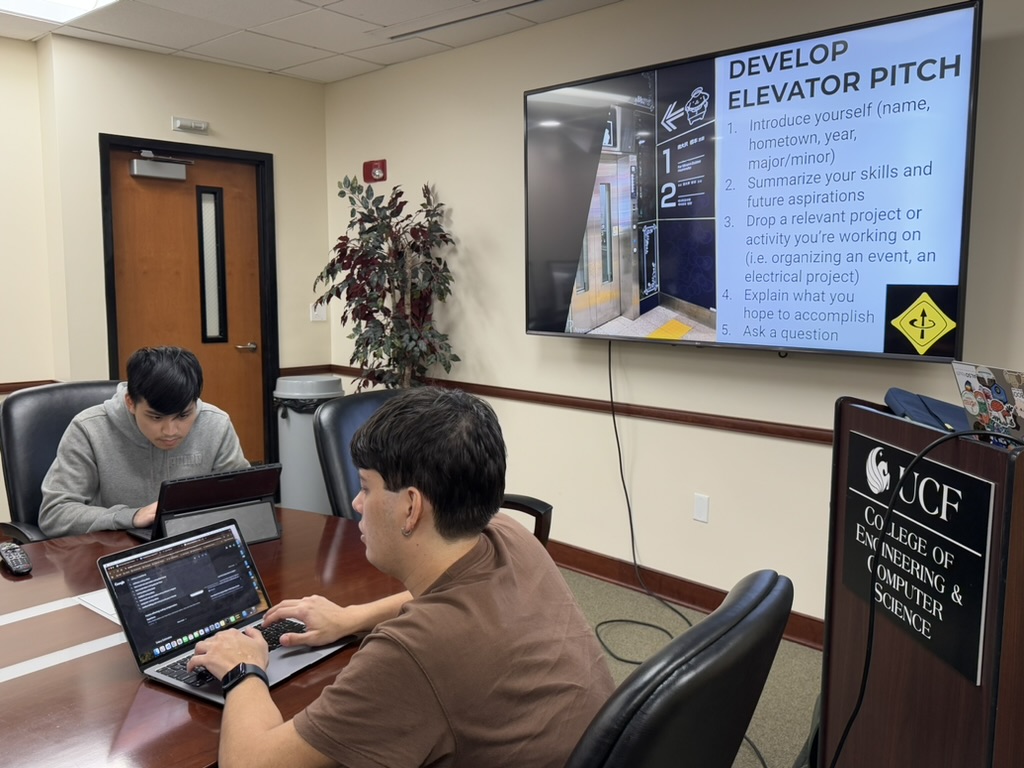 DEVELOP
ELEVATOR PITCH
1. Introduce yourself (name,
hometown, year,
major/minor)
2. Summarize your skills and
future aspirations
3. Drop a relevant project or
activity you're working on
(i.e. organizing an event, an
electrical project)
4. Explain what you
hope to accomplish
5. Ask a question
1
2
UCF
COLLEGE OF
ENGINEERING &
COMPUTER
SCIENCE